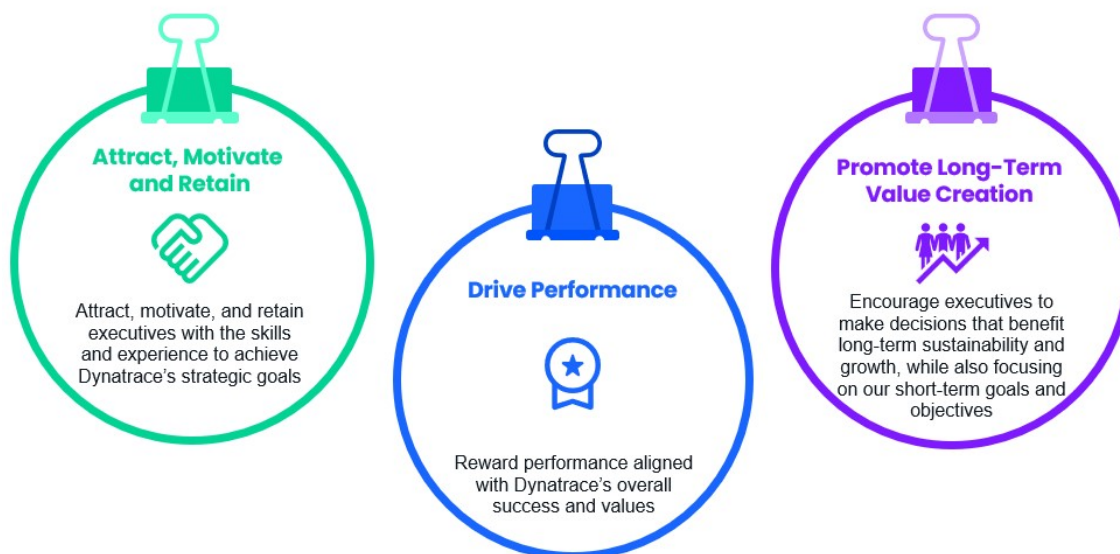 Attract, Motivate
and Retain
Attract, motivate, and retain
executives with the skills
and experience to achieve
Dynatrace’s strategic goals
Drive Performance
Reward performance aligned
with Dynatrace’s overall
success and values
Promote Long-Term
Value Creation
Encourage executives to
make decisions that benefit
long-term sustainability and
growth, while also focusing
on our short-term goals and
objectives